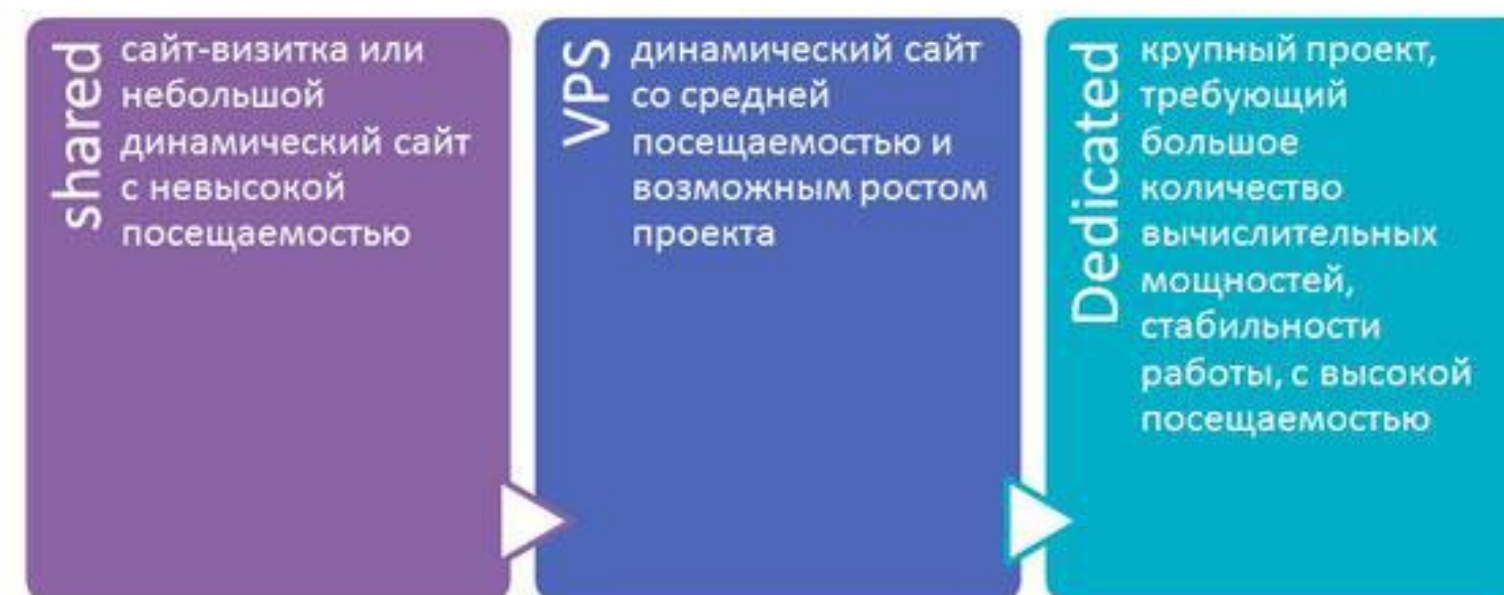 shared
сайт-визитка или
небольшой
динамический сайт
с невысокой
посещаемостью
VPS
динамический сайт
со средней
посещаемостью и
возможным ростом
проекта
Dedicated
крупный проект,
требующий
большое
количество
вычислительных
мощностей,
стабильности
работы, с высокой
посещаемостью